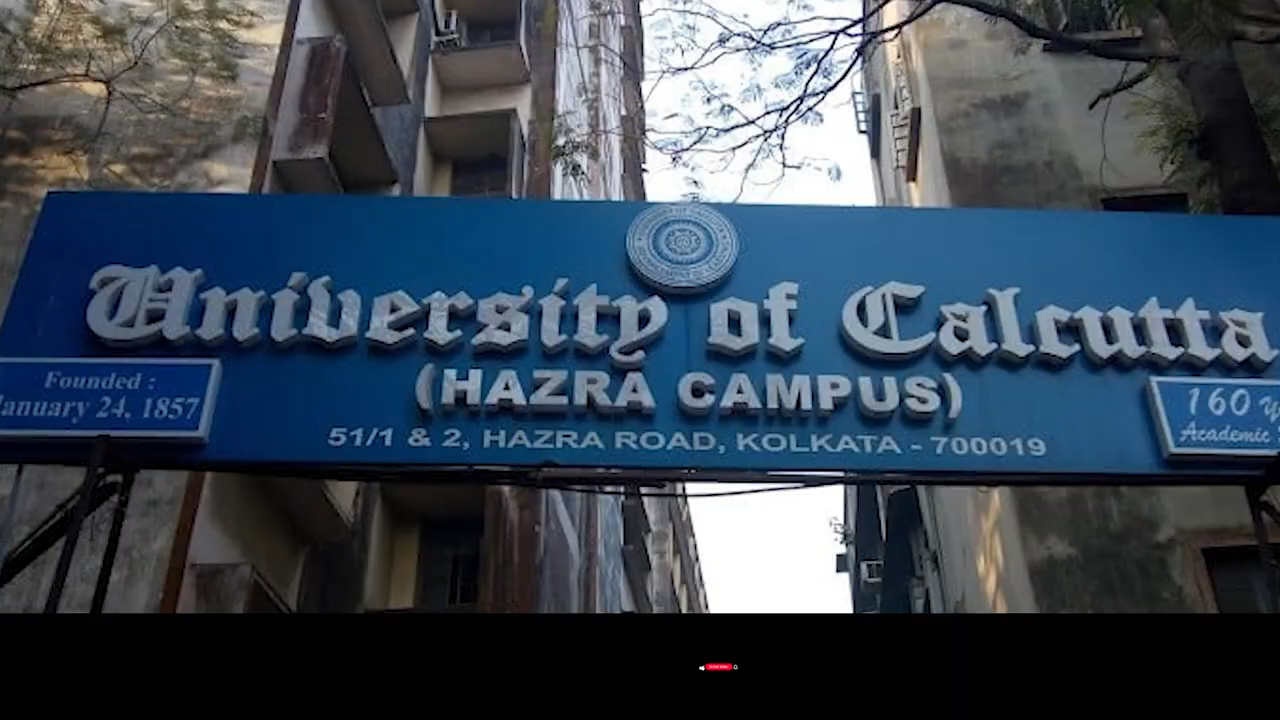 University of Calcutta
(HAZRA CAMPUS)
51/1 & 2, HAZRA ROAD, KOLKATA - 700019
Founded :
January 24, 1857
160
Academic